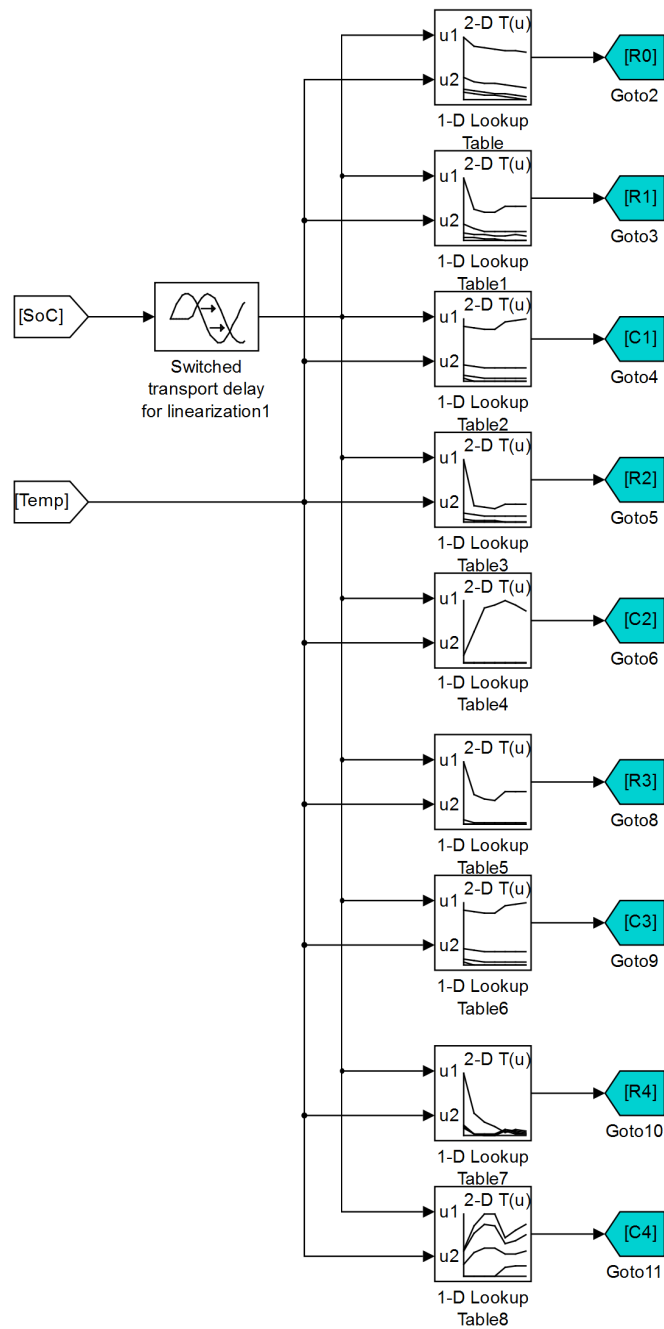 2-D T(u)
u1
u2
[R0]
Goto2
1-D Lookup
Table
2-D T(u)
u1
u2
[R1]
Goto3
1-D Lookup
Table1
[SoC]
Switched
transport delay
for linearization1
2-D T(u)
u1
u2
[C1]
Goto4
1-D Lookup
Table2
[Temp]
2-D T(u)
u1
u2
[R2]
Goto5
1-D Lookup
Table3
2-D T(u)
u1
u2
[C2]
Goto6
1-D Lookup
Table4
2-D T(u)
u1
u2
[R3]
Goto8
1-D Lookup
Table5
2-D T(u)
u1
u2
[C3]
Goto9
1-D Lookup
Table6
2-D T(u)
u1
u2
[R4]
Goto10
1-D Lookup
Table7
2-D T(u)
u1
u2
[C4]
Goto11
1-D Lookup
Table8